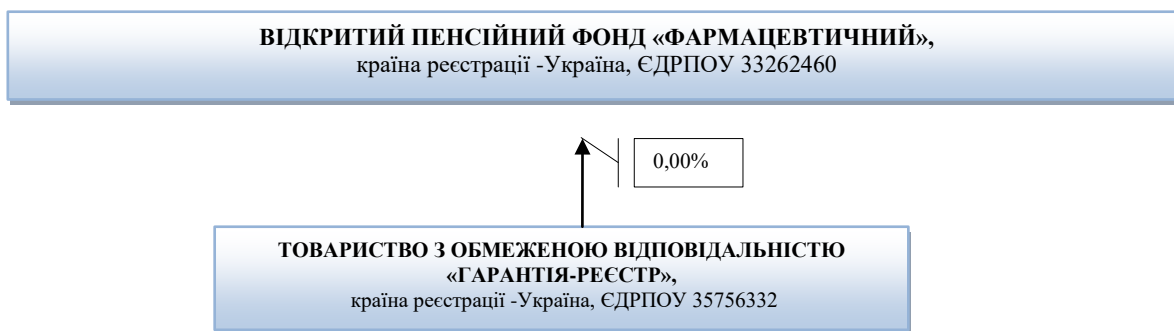 ВІДКРИТИЙ ПЕНСІЙНИЙ ФОНД «ФАРМАЦЕВТИЧНИЙ»,
країна реєстрації -Україна, ЄДРПОУ 33262460
0,00%
ТОВАРИСТВО З ОБМЕЖЕНОЮ ВІДПОВІДАЛЬНІСТЮ
«ГАРАНТІЯ-РЕЄСТР»,
країна реєстрації -Україна, ЄДРПОУ 35756332